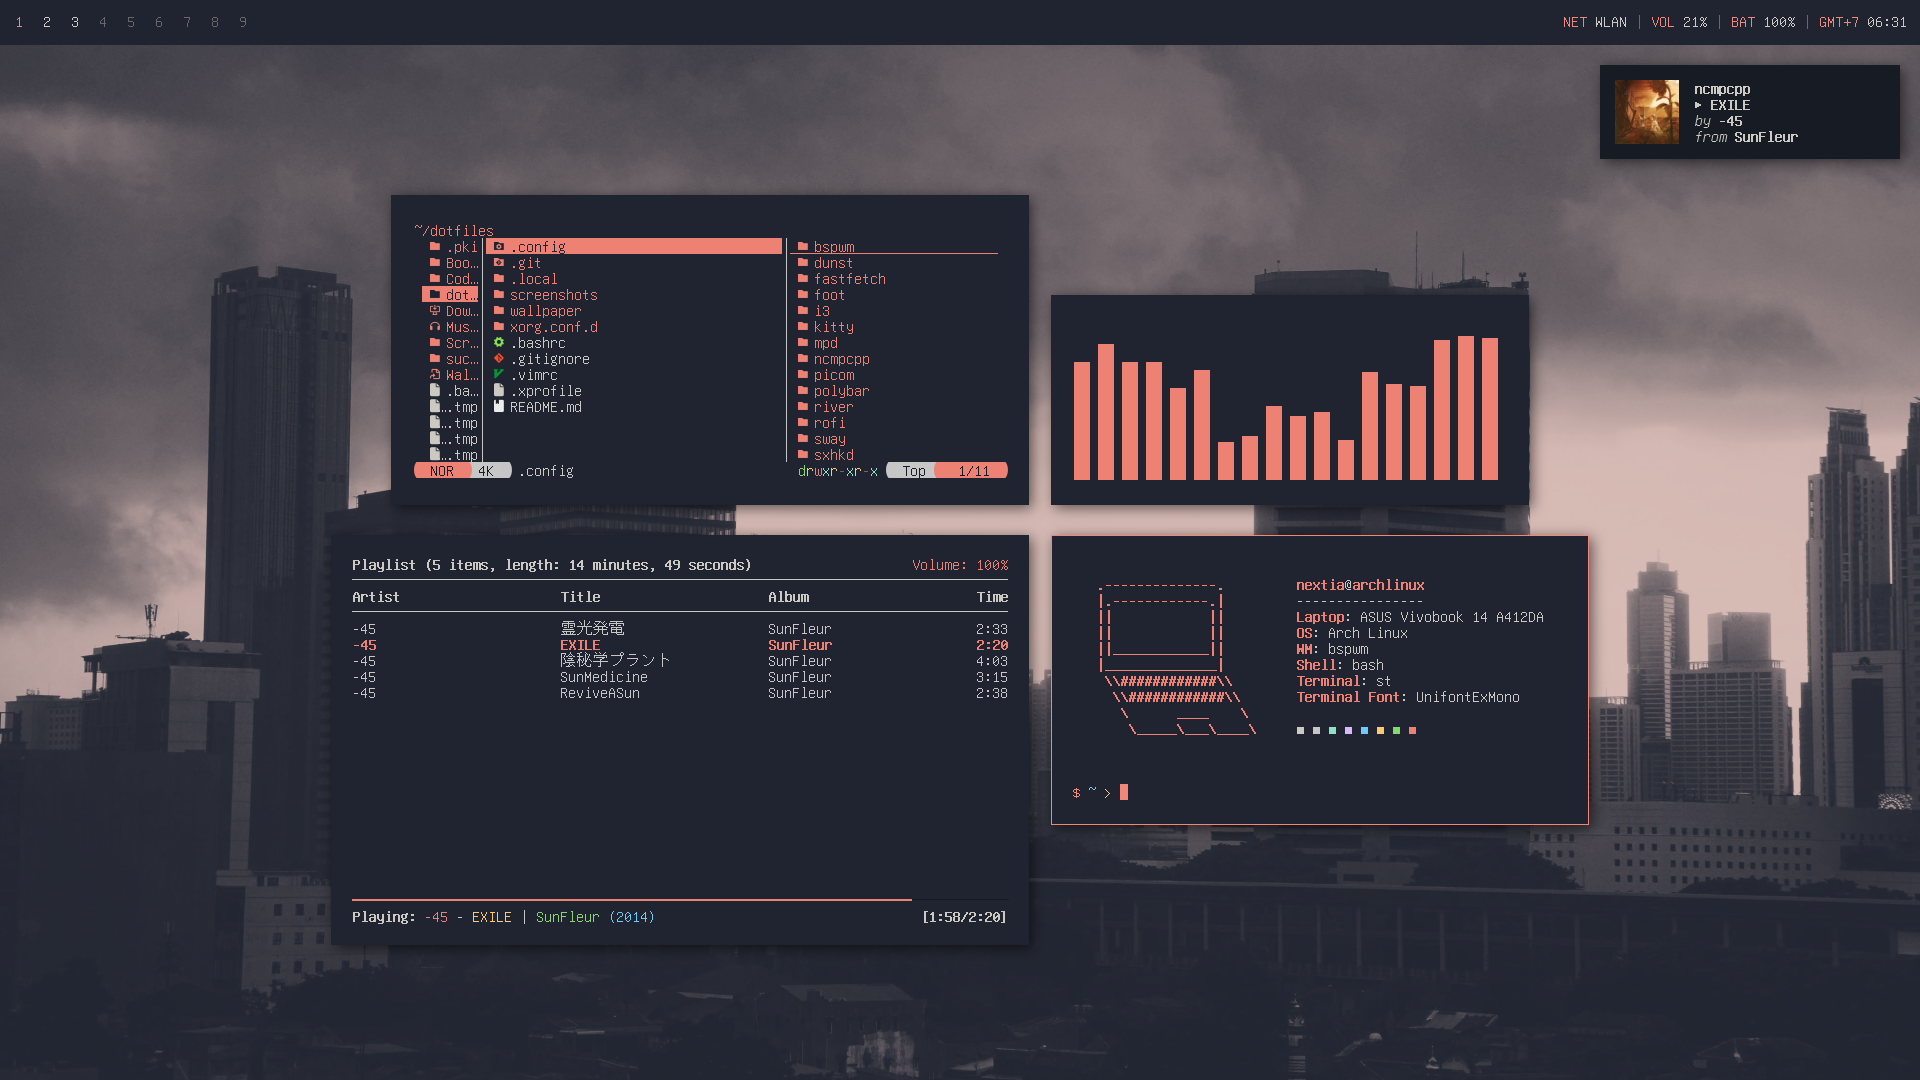 1 2 3 4 5 6 7 8 9
NET WLAN | VOL 21% | BAT 100% | GMT+7 06:31
ncmpcpp
▶ EXILE
by -45
from SunFleur
~/dotfiles
.pki
Boo…
Cod…
dot…
Dow…
Mus…
Scr…
suc…
Wal…
.ba…
….tmp
….tmp
….tmp
….tmp
.config
.git
.local
screenshots
wallpaper
xorg.conf.d
.bashrc
.gitignore
.vimrc
.xprofile
README.md
bspwm
dunst
fastfetch
foot
i3
kitty
mpd
ncmpcpp
picom
polybar
river
rofi
sway
sxhkd
NOR 4K .config drwxr-xr-x Top 1/11
Playlist (5 items, length: 14 minutes, 49 seconds) Volume: 100%
Artist Title Album Time
-45 霊光発電 SunFleur 2:33
-45 EXILE SunFleur 2:20
-45 陰秘学プラント SunFleur 4:03
-45 SunMedicine SunFleur 3:15
-45 ReviveASun SunFleur 2:38
Playing: -45 - EXILE | SunFleur (2014) [1:58/2:20]
nextia@archlinux
----------------
Laptop: ASUS Vivobook 14 A412DA
OS: Arch Linux
WM: bspwm
Shell: bash
Terminal: st
Terminal Font: UnifontExMono
$ ~ >